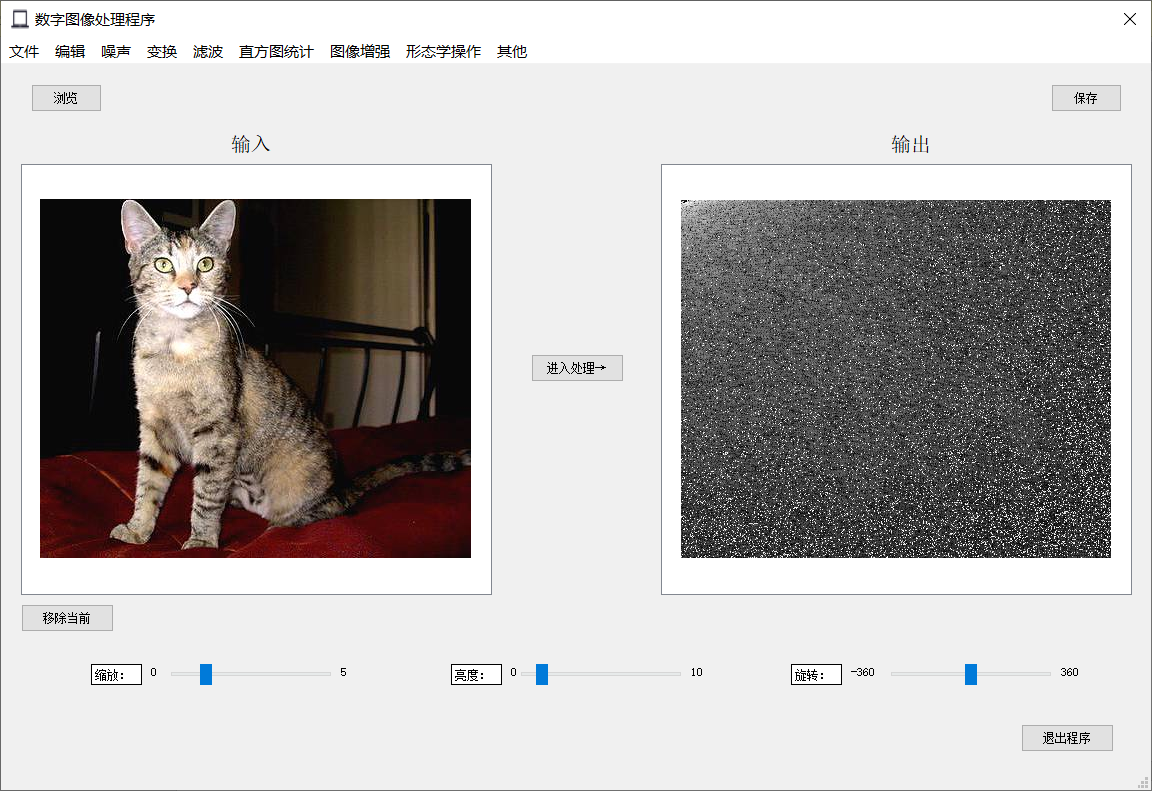 数字图像处理程序
文件 编辑 噪声 变换 滤波 直方图统计 图像增强 形态学操作 其他
浏览 保存
输入 输出
进入处理→
移除当前
缩放： 0 5 亮度： 0 10 旋转： -360 360
退出程序